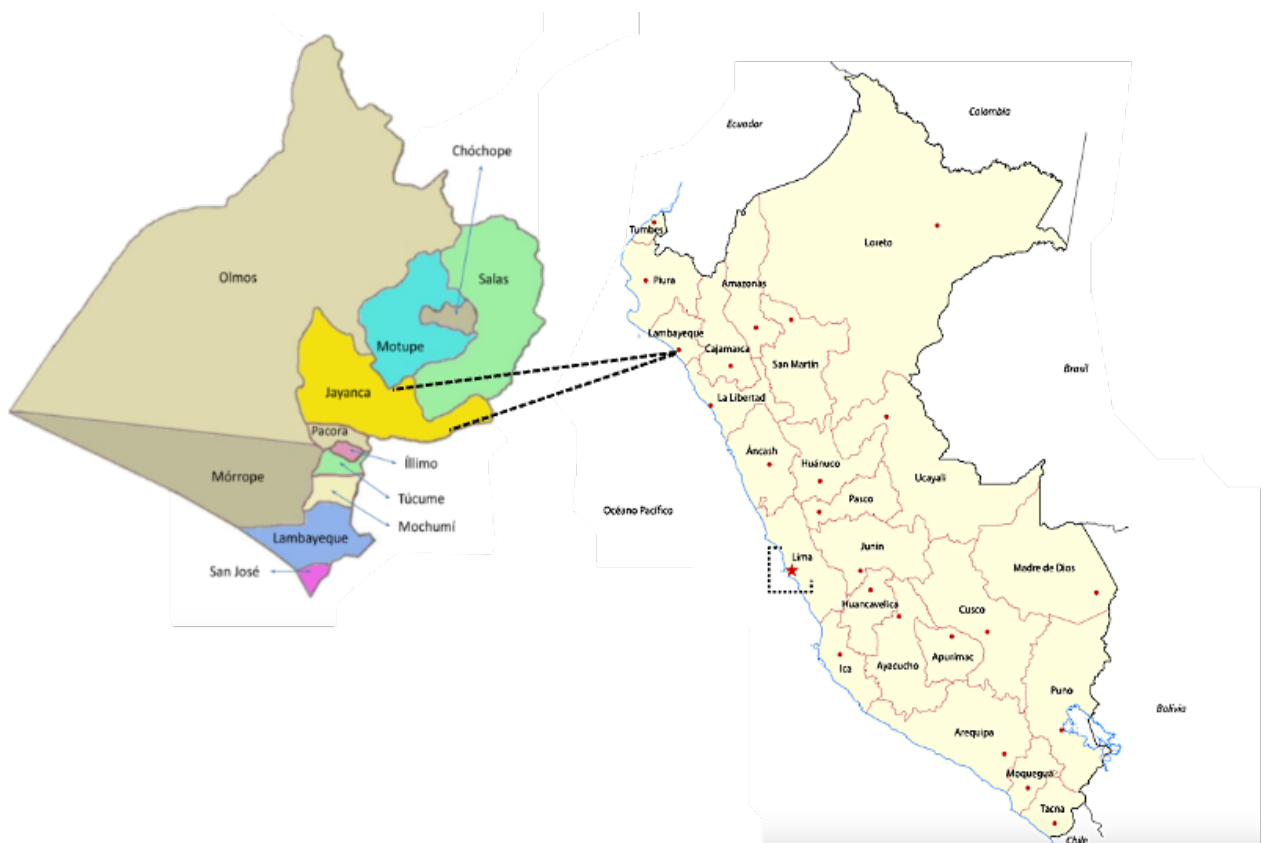 Chóchope
Olmos
Salas
Motupe
Jayanca
Pacora
Íllimo
Mórrope
Túcume
Mochumí
Lambayeque
San José
Ecuador
Colombia
Tumbes
Loreto
Piura
Amazonas
Lambayeque
Cajamarca
San Martín
Brasil
La Libertad
Áncash
Huánuco
Ucayali
Pasco
Océano Pacífico
Junín
Lima
Madre de Dios
Huancavelica
Cusco
Ica
Ayacucho
Apurímac
Puno
Bolivia
Arequipa
Moquegua
Tacna
Chile